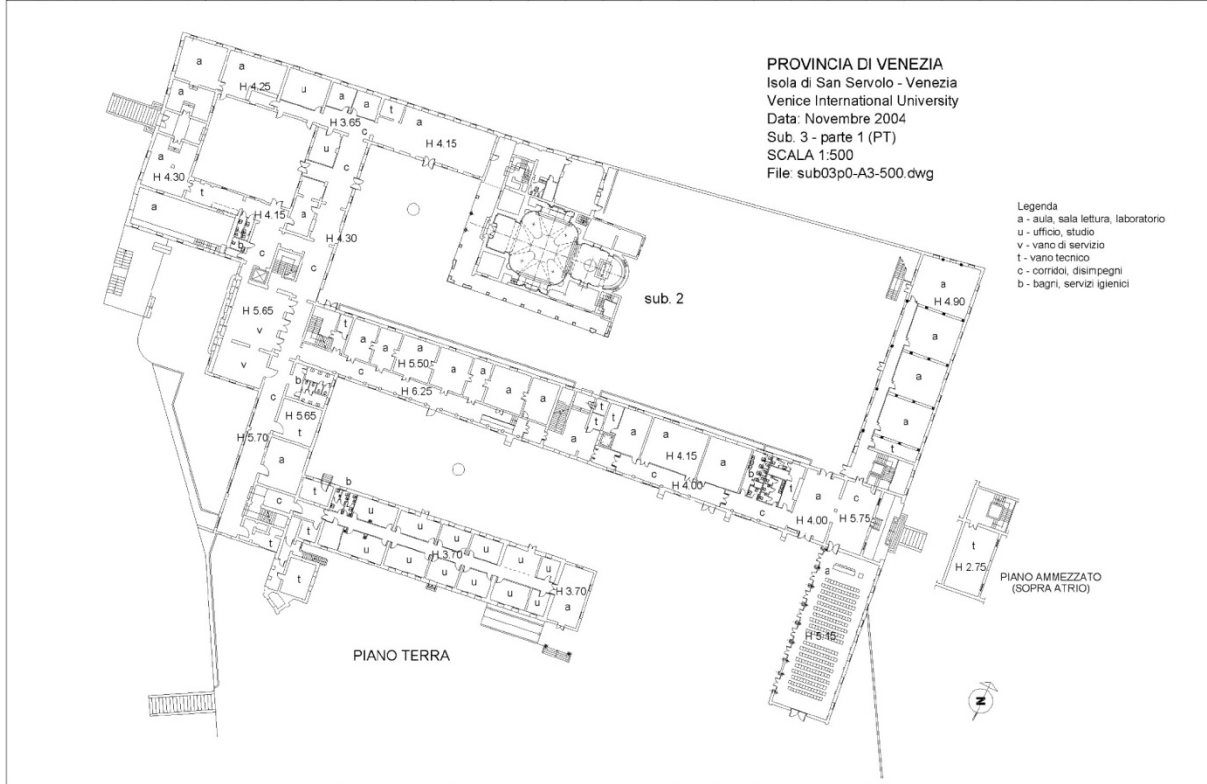 PROVINCIA DI VENEZIA
Isola di San Servolo - Venezia
Venice International University
Data: Novembre 2004
Sub. 3 - parte 1 (PT)
SCALA 1:500
File: sub03p0-A3-500.dwg
Legenda
a - aula, sala lettura, laboratorio
u - ufficio, studio
v - vano di servizio
t - vano tecnico
c - corridoi, disimpegni
b - bagni, servizi igienici
a
a
H 4.25
u
a
a
a
t
a
H 3.65
c
H 4.15
u
c
a
H 4.30
t
a
H 4.15
a
b
c
H 4.30
c
sub. 2
a
H 4.90
a
a
a
t
H 5.65
v
v
t
a
a
a
H 5.50
a
a
a
a
c
H 6.25
a
t
t
t
a
a
H 4.15
a
c
H 4.00
b
t
c
a
H 4.00
c
H 5.75
b
c
H 5.65
t
H 5.70
a
c
t
b
t
t
t
u
u
u
u
u
u
H 3.70
u
u
u
u
u
u
u
H 3.70
a
a
H 5.15
t
H 2.75
PIANO AMMEZZATO
(SOPRA ATRIO)
PIANO TERRA
N